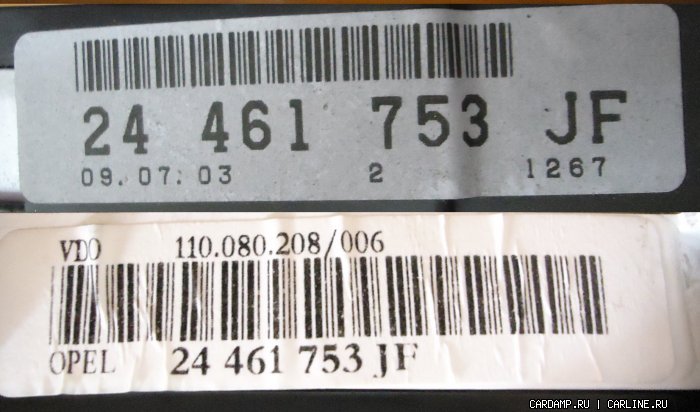 24 461 753 JF
09.07.03 2 1267
VDO 110.080.208/006
OPEL 24 461 753 JF
CARDAMP.RU | CARLINE.RU